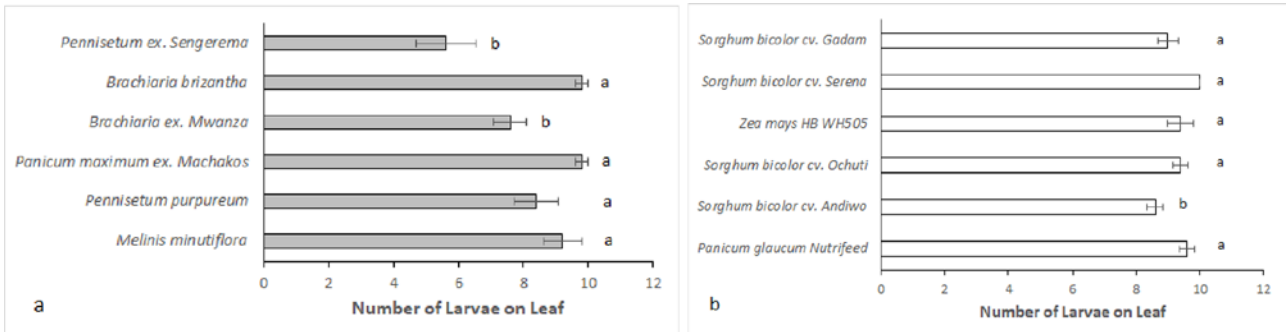 Pennisetum ex. Sengerema
b
Brachiaria brizantha
a
Brachiaria ex. Mwanza
b
Panicum maximum ex. Machakos
a
Pennisetum purpureum
a
Melinis minutiflora
a
0 2 4 6 8 10 12
Number of Larvae on Leaf
a
Sorghum bicolor cv. Gadam
a
Sorghum bicolor cv. Serena
a
Zea mays HB WH505
a
Sorghum bicolor cv. Ochuti
a
Sorghum bicolor cv. Andiwo
b
Panicum glaucum Nutrifeed
a
0 2 4 6 8 10 12
Number of Larvae on Leaf
b